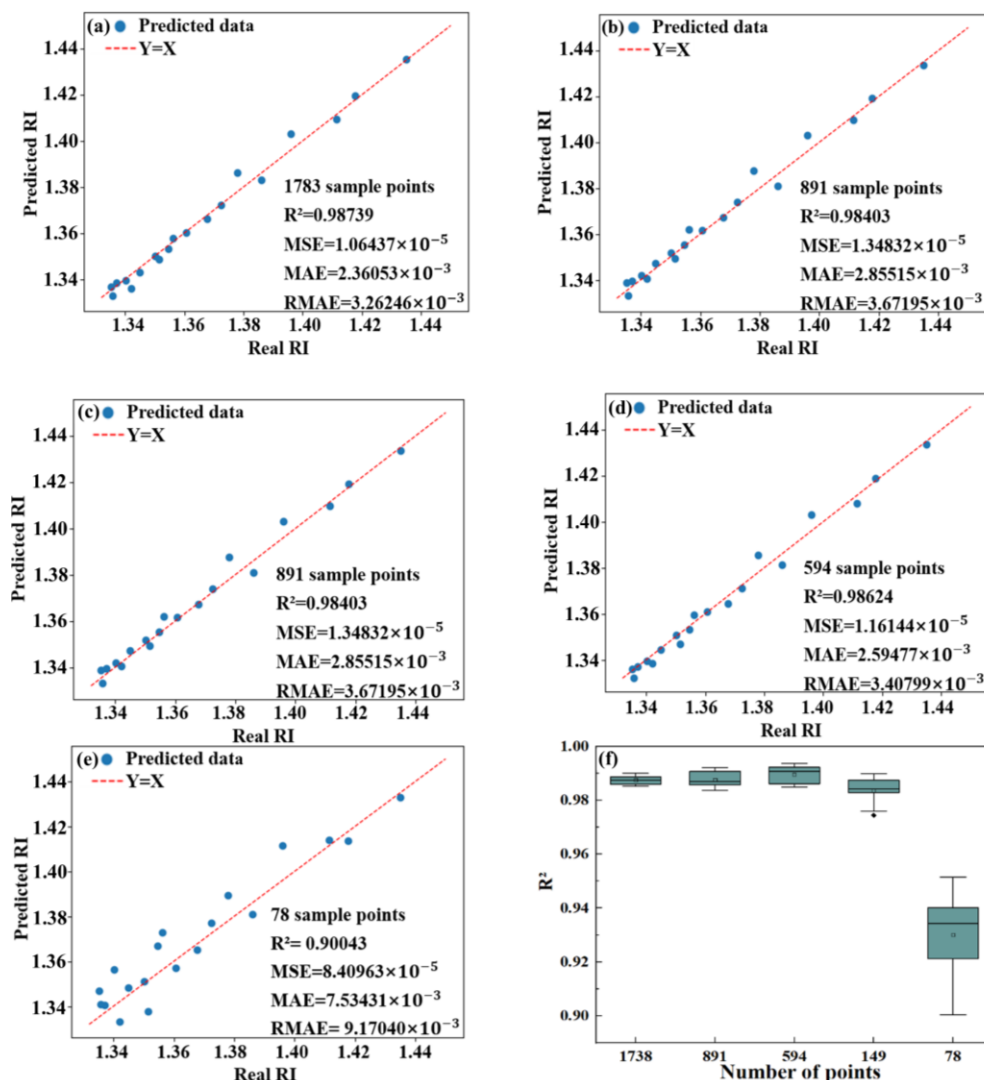 (a) Predicted data
Y=X
1.44
1.42
1.40
1.38
1.36
1.34
Predicted RI
1783 sample points
R²=0.98739
MSE=1.06437×10⁻⁵
MAE=2.36053×10⁻³
RMAE=3.26246×10⁻³
1.34 1.36 1.38 1.40 1.42 1.44
Real RI
(b) Predicted data
Y=X
1.44
1.42
1.40
1.38
1.36
1.34
Predicted RI
891 sample points
R²=0.98403
MSE=1.34832×10⁻⁵
MAE=2.85515×10⁻³
RMAE=3.67195×10⁻³
1.34 1.36 1.38 1.40 1.42 1.44
Real RI
(c) Predicted data
Y=X
1.44
1.42
1.40
1.38
1.36
1.34
Predicted RI
891 sample points
R²=0.98403
MSE=1.34832×10⁻⁵
MAE=2.85515×10⁻³
RMAE=3.67195×10⁻³
1.34 1.36 1.38 1.40 1.42 1.44
Real RI
(d) Predicted data
Y=X
1.44
1.42
1.40
1.38
1.36
1.34
Predicted RI
594 sample points
R²=0.98624
MSE=1.16144×10⁻⁵
MAE=2.59477×10⁻³
RMAE=3.40799×10⁻³
1.34 1.36 1.38 1.40 1.42 1.44
Real RI
(e) Predicted data
Y=X
1.44
1.42
1.40
1.38
1.36
1.34
Predicted RI
78 sample points
R²= 0.90043
MSE=8.40963×10⁻⁵
MAE=7.53431×10⁻³
RMAE= 9.17040×10⁻³
1.34 1.36 1.38 1.40 1.42 1.44
Real RI
(f)
1.00
0.98
0.96
0.94
0.92
0.90
R²
1738 891 594 149 78
Number of points